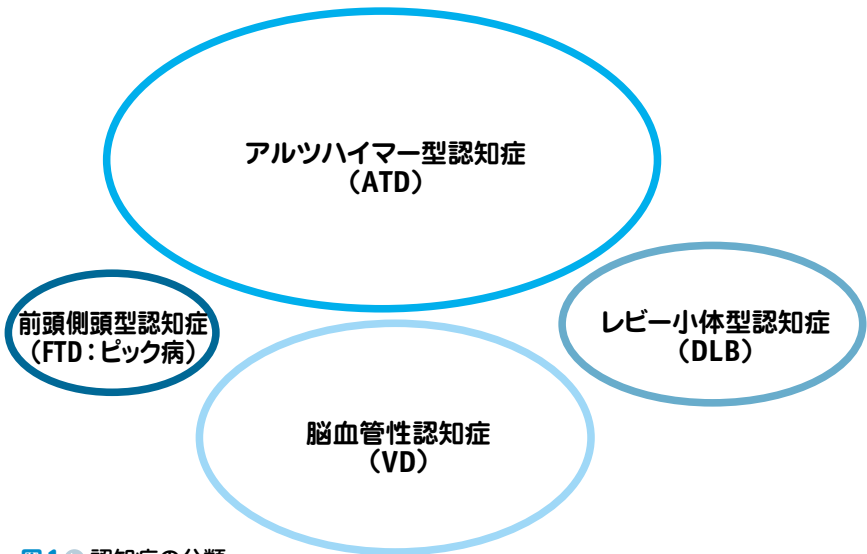 アルツハイマー型認知症
（ATD）
前頭側頭型認知症
（FTD：ピック病）
レビー小体型認知症
（DLB）
脳血管性認知症
（VD）